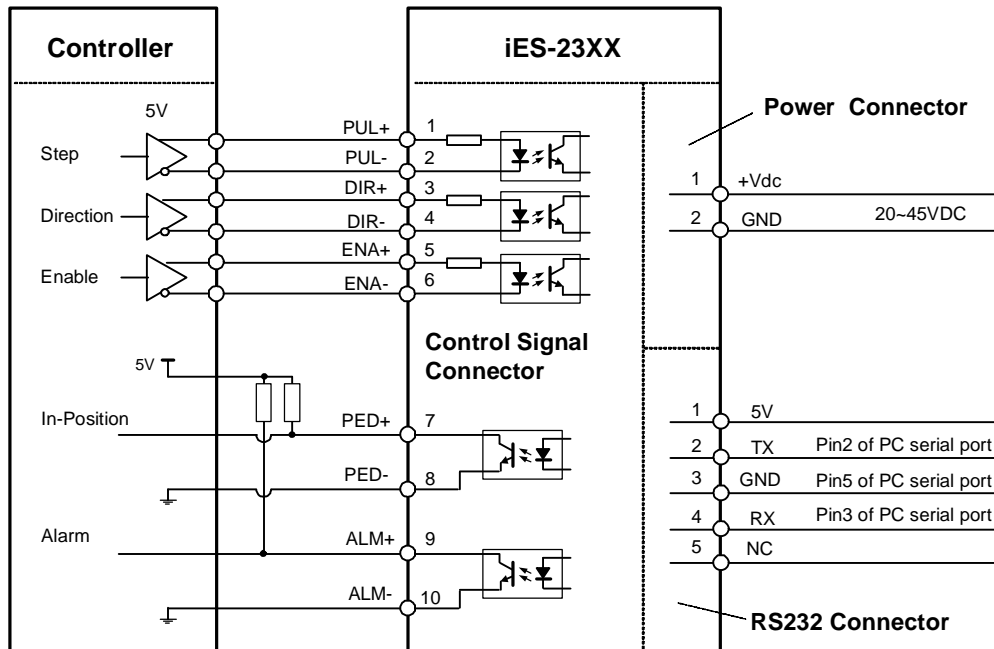 Controller
iES-23XX
Power Connector
5V
Step
PUL+ 1
PUL- 2
Direction
DIR+ 3
DIR- 4
Enable
ENA+ 5
ENA- 6
1 +Vdc
2 GND 20~45VDC
Control Signal
Connector
5V
In-Position
PED+ 7
PED- 8
Alarm
ALM+ 9
ALM- 10
1 5V
2 TX Pin2 of PC serial port
3 GND Pin5 of PC serial port
4 RX Pin3 of PC serial port
5 NC
RS232 Connector